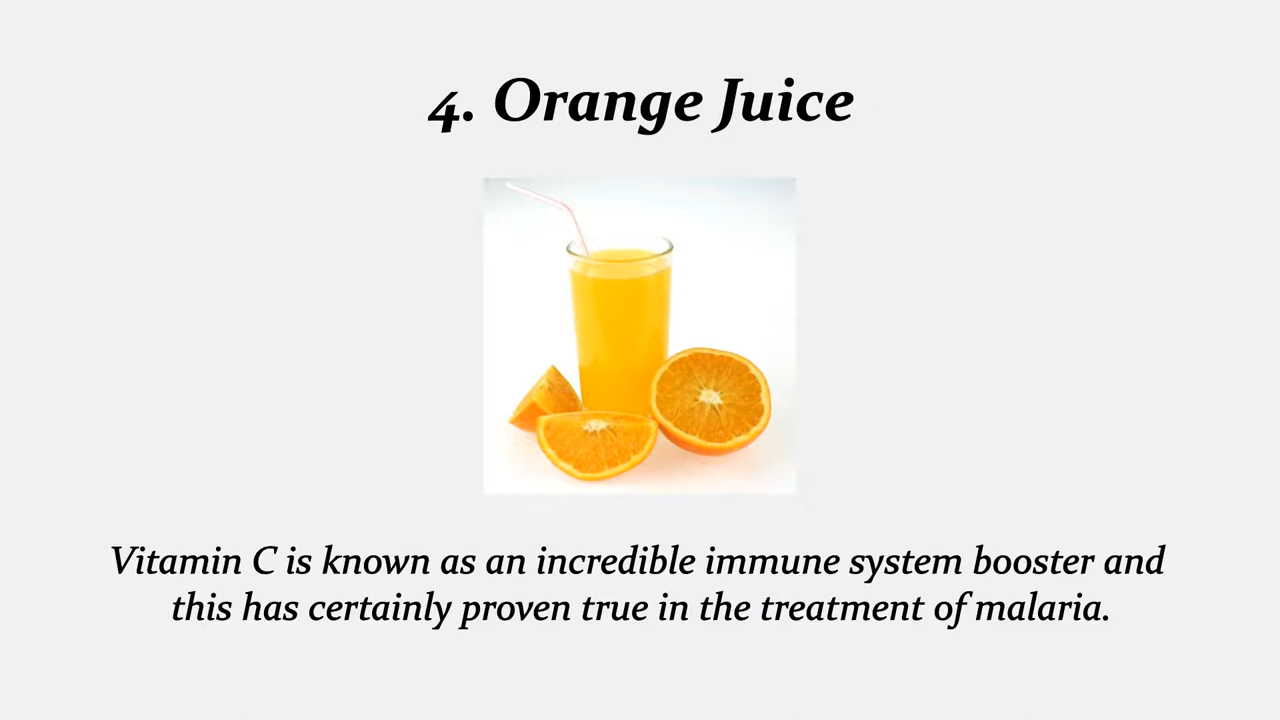 4. Orange Juice
Vitamin C is known as an incredible immune system booster and
this has certainly proven true in the treatment of malaria.